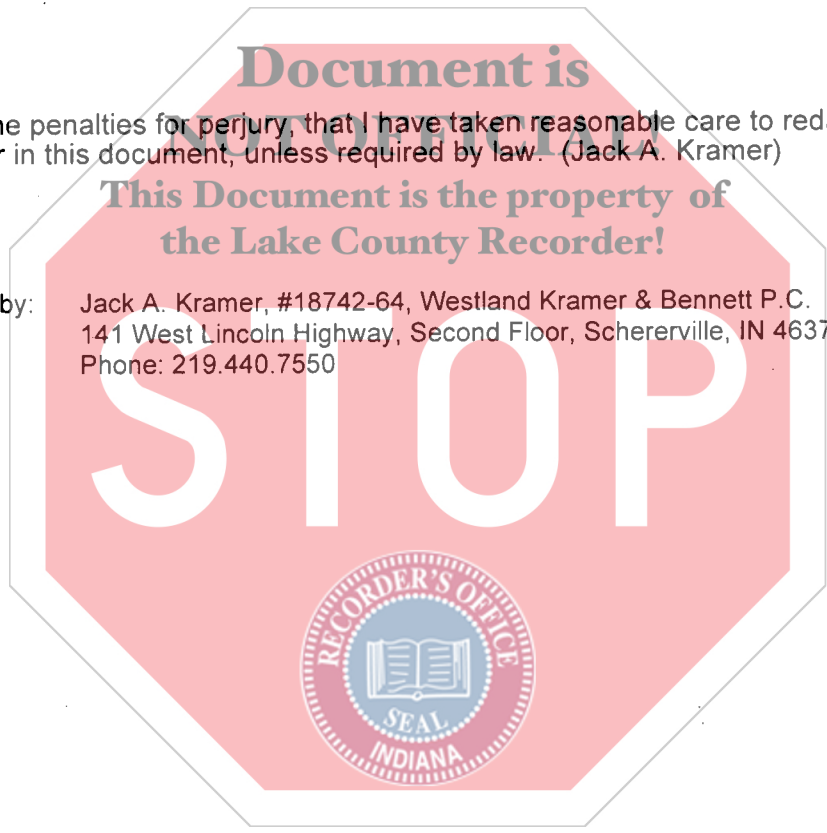 Document is
he penalties for perjury, that I have taken reasonable care to red
NOT OFFICIAL!
r in this document, unless required by law. (Jack A. Kramer)
This Document is the property of
the Lake County Recorder!
by: Jack A. Kramer, #18742-64, Westland Kramer & Bennett P.C.
141 West Lincoln Highway, Second Floor, Schererville, IN 4637
Phone: 219.440.7550
STOP
RECORDER'S OFFICE
SEAL
INDIANA